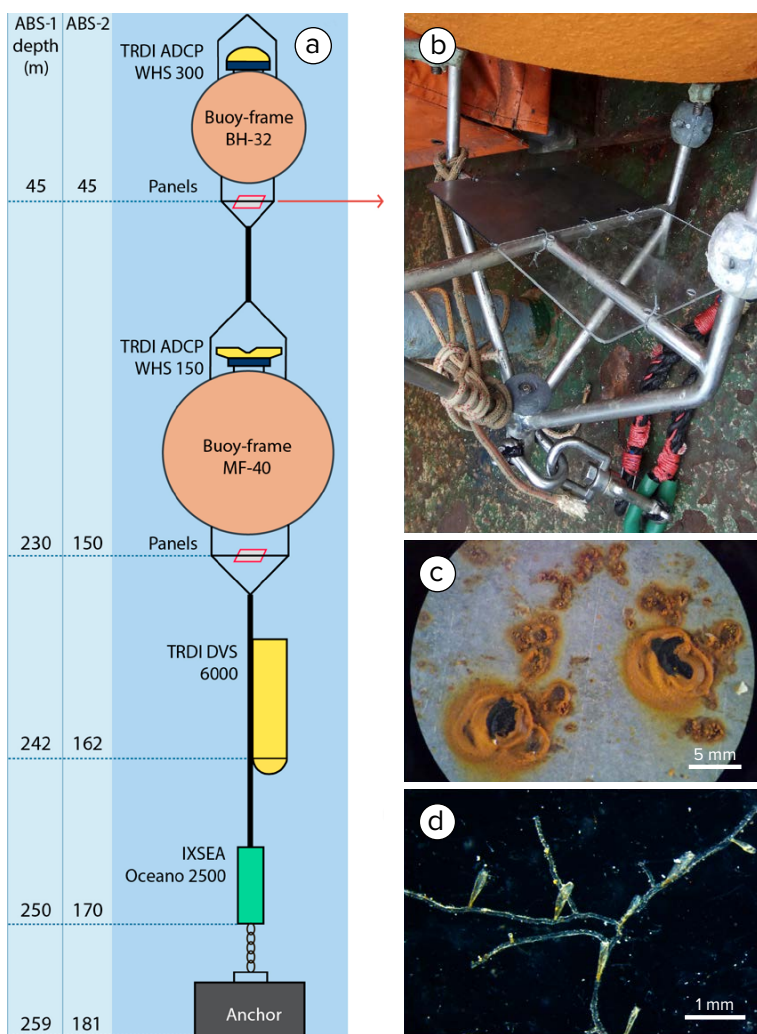 ABS-1 ABS-2
depth
(m)
a
TRDI ADCP
WHS 300
Buoy-frame
BH-32
45 45 Panels
TRDI ADCP
WHS 150
Buoy-frame
MF-40
230 150 Panels
TRDI DVS
6000
242 162
IXSEA
Oceano 2500
250 170
Anchor
259 181
b
c
5 mm
d
1 mm